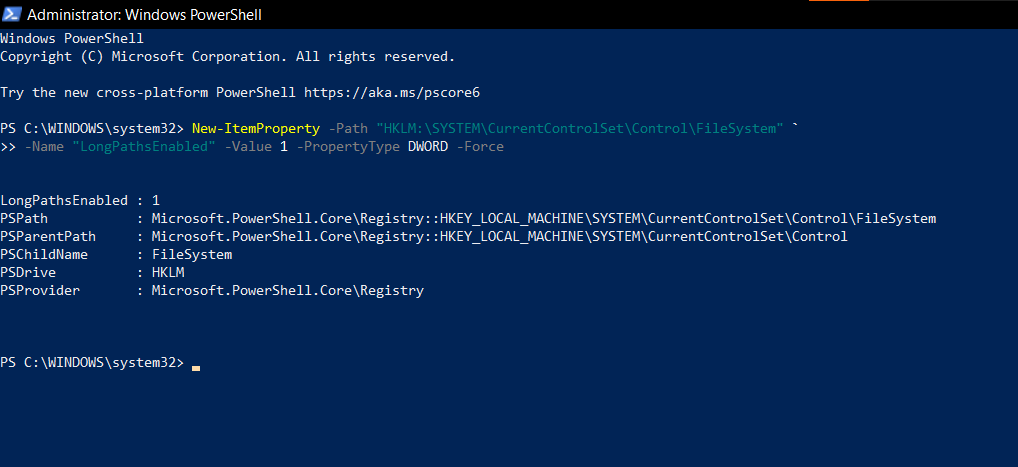 Administrator: Windows PowerShell
Windows PowerShell
Copyright (C) Microsoft Corporation. All rights reserved.
Try the new cross-platform PowerShell https://aka.ms/pscore6
PS C:\WINDOWS\system32> New-ItemProperty -Path "HKLM:\SYSTEM\CurrentControlSet\Control\FileSystem" `
>> -Name "LongPathsEnabled" -Value 1 -PropertyType DWORD -Force
LongPathsEnabled : 1
PSPath           : Microsoft.PowerShell.Core\Registry::HKEY_LOCAL_MACHINE\SYSTEM\CurrentControlSet\Control\FileSystem
PSParentPath     : Microsoft.PowerShell.Core\Registry::HKEY_LOCAL_MACHINE\SYSTEM\CurrentControlSet\Control
PSChildName      : FileSystem
PSDrive          : HKLM
PSProvider       : Microsoft.PowerShell.Core\Registry
PS C:\WINDOWS\system32>